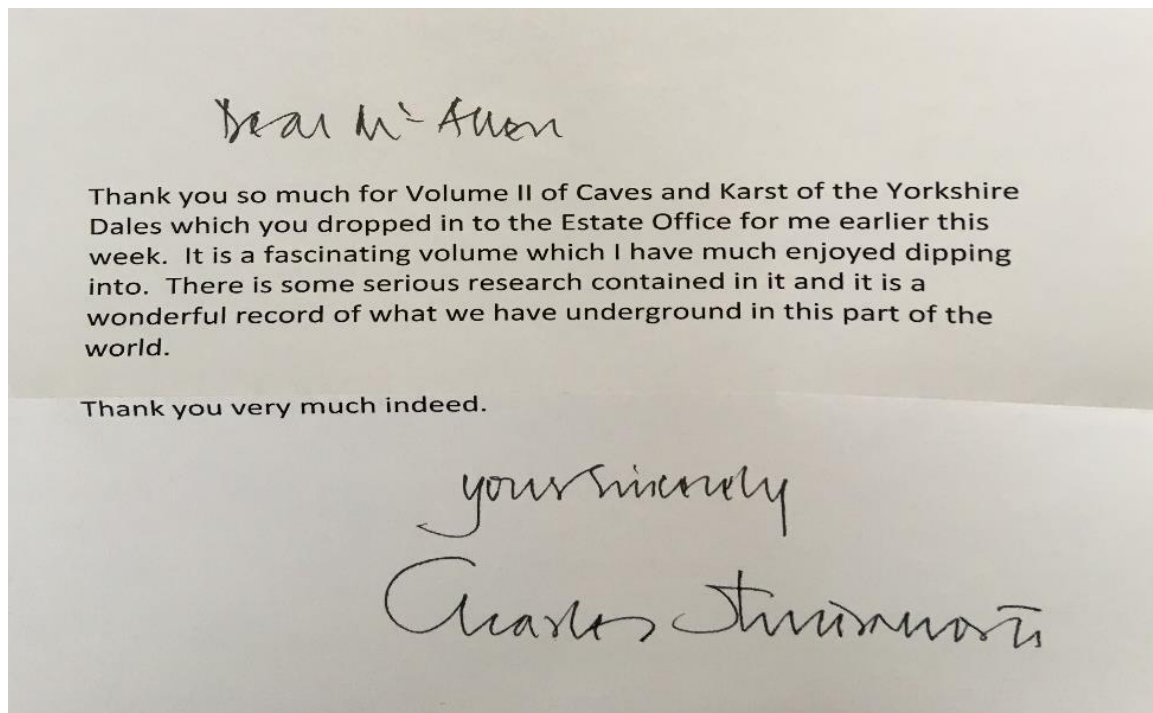 Dear Mr Allen
Thank you so much for Volume II of Caves and Karst of the Yorkshire
Dales which you dropped in to the Estate Office for me earlier this
week. It is a fascinating volume which I have much enjoyed dipping
into. There is some serious research contained in it and it is a
wonderful record of what we have underground in this part of the
world.
Thank you very much indeed.
yours sincerely
Charles